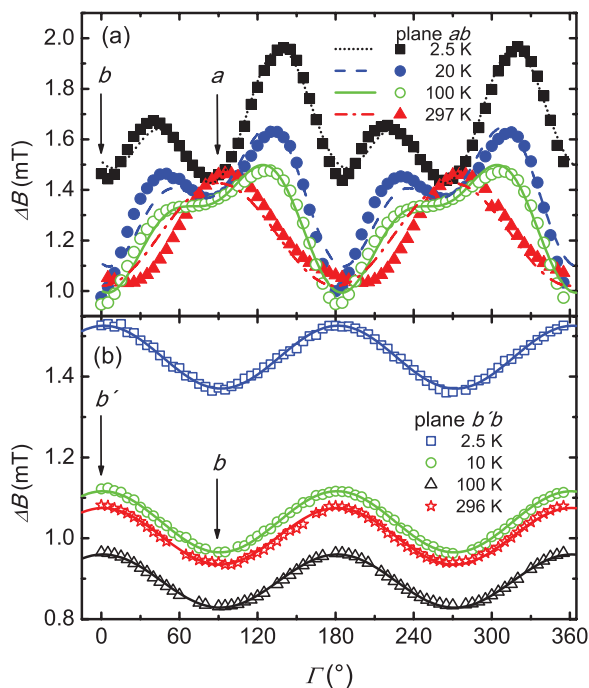 (a)
plane ab
2.5 K
20 K
100 K
297 K
b
a
2.0
1.8
1.6
1.4
1.2
1.0
ΔB (mT)
(b)
b´
b
plane b´b
2.5 K
10 K
100 K
296 K
1.4
1.2
1.0
0.8
ΔB (mT)
0 60 120 180 240 300 360
Γ(°)